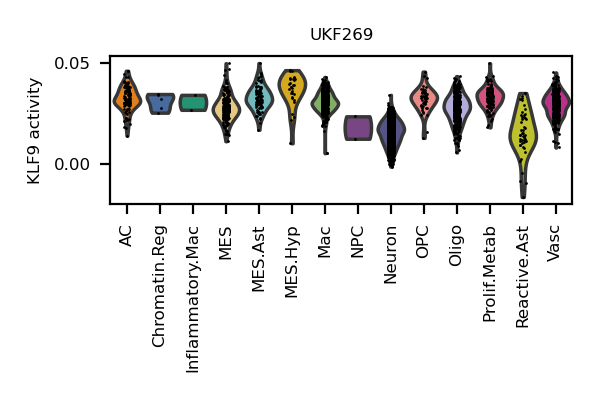 UKF269
0.05
0.00
KLF9 activity
AC
Chromatin.Reg
Inflammatory.Mac
MES
MES.Ast
MES.Hyp
Mac
NPC
Neuron
OPC
Oligo
Prolif.Metab
Reactive.Ast
Vasc